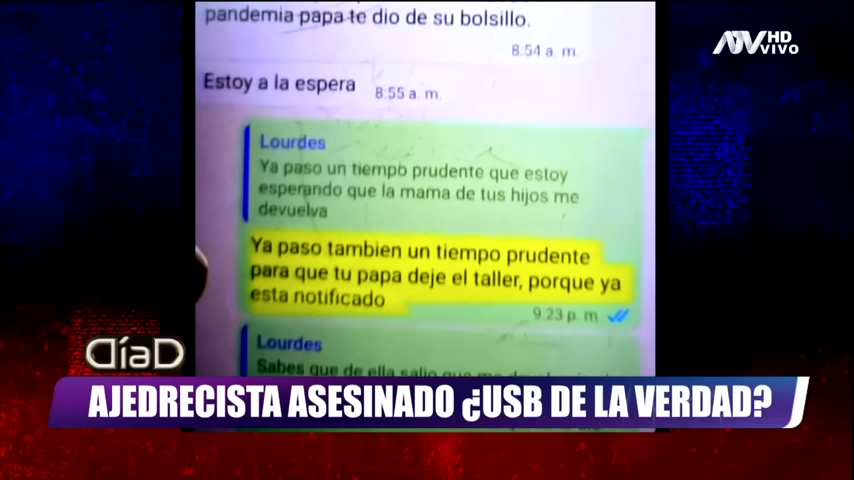 pandemia papa te dio de su bolsillo.
8:54 a. m.
ATV HD
VIVO
Estoy a la espera
8:55 a. m.
Lourdes
Ya paso un tiempo prudente que estoy
esperando que la mama de tus hijos me
devuelva
Ya paso tambien un tiempo prudente
para que tu papa deje el taller, porque ya
esta notificado
9:23 p. m.
Lourdes
Sabes que de ella salio que
DíaD
AJEDRECISTA ASESINADO ¿USB DE LA VERDAD?